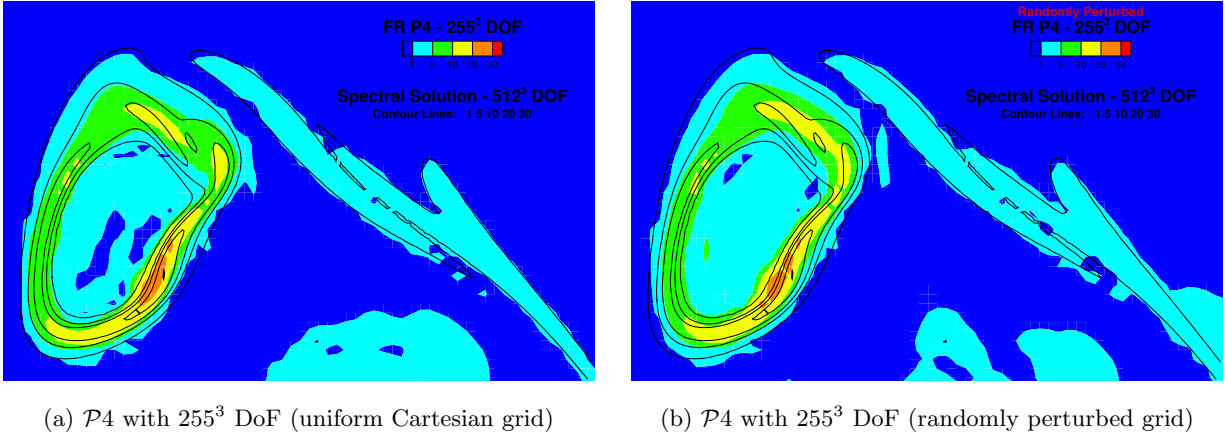 FR P4 - 255³ DOF
1 5 10 20 30
Spectral Solution - 512³ DOF
Contour Lines: 1 5 10 20 30
Randomly Perturbed
FR P4 - 255³ DOF
1 5 10 20 30
Spectral Solution - 512³ DOF
Contour Lines: 1 5 10 20 30
(a) 𝒫4 with 255³ DoF (uniform Cartesian grid)
(b) 𝒫4 with 255³ DoF (randomly perturbed grid)